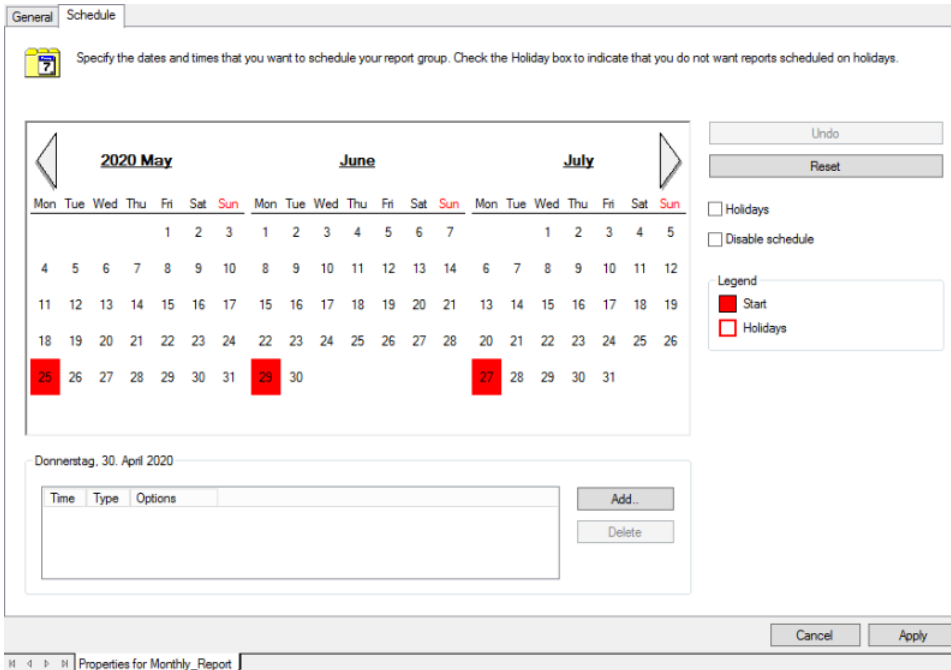 General Schedule
Specify the dates and times that you want to schedule your report group. Check the Holiday box to indicate that you do not want reports scheduled on holidays.
2020 May June July
Mon Tue Wed Thu Fri Sat Sun Mon Tue Wed Thu Fri Sat Sun Mon Tue Wed Thu Fri Sat Sun
1 2 3 1 2 3 4 5 6 7 1 2 3 4 5
4 5 6 7 8 9 10 8 9 10 11 12 13 14 6 7 8 9 10 11 12
11 12 13 14 15 16 17 15 16 17 18 19 20 21 13 14 15 16 17 18 19
18 19 20 21 22 23 24 22 23 24 25 26 27 28 20 21 22 23 24 25 26
25 26 27 28 29 30 31 29 30 27 28 29 30 31
Undo
Reset
Holidays
Disable schedule
Legend
Start
Holidays
Donnerstag, 30. April 2020
Time Type Options
Add..
Delete
Cancel Apply
Properties for Monthly_Report